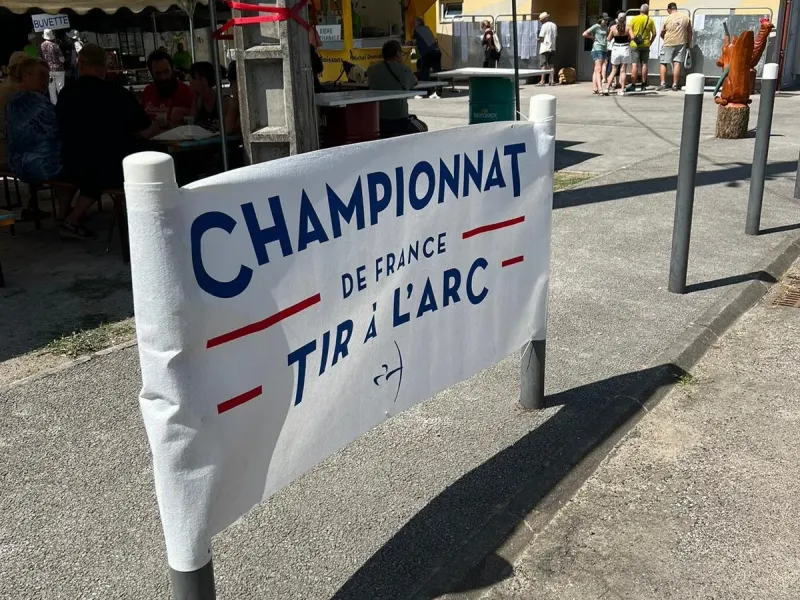 BUVETTE
CHAMPIONNAT
DE FRANCE
TIR À L'ARC